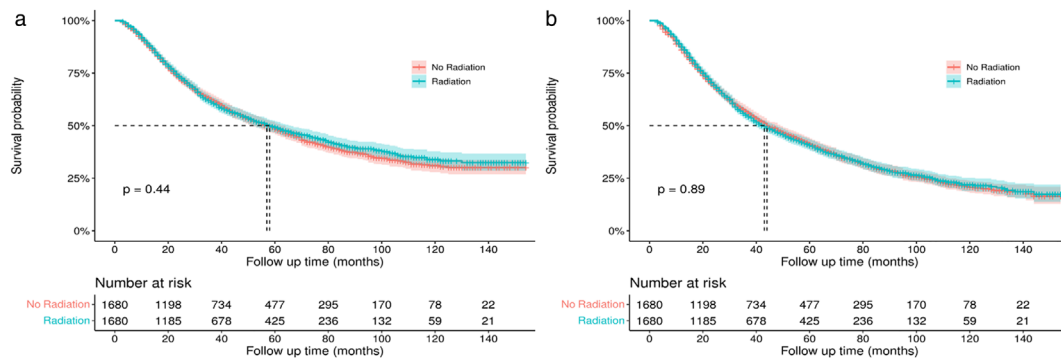 a
100%
75%
50%
25%
0%
Survival probability
No Radiation
Radiation
p = 0.44
0 20 40 60 80 100 120 140
Follow up time (months)
Number at risk
No Radiation 1680 1198 734 477 295 170 78 22
Radiation 1680 1185 678 425 236 132 59 21
0 20 40 60 80 100 120 140
Follow up time (months)
b
100%
75%
50%
25%
0%
Survival probability
No Radiation
Radiation
p = 0.89
0 20 40 60 80 100 120 140
Follow up time (months)
Number at risk
No Radiation 1680 1198 734 477 295 170 78 22
Radiation 1680 1185 678 425 236 132 59 21
0 20 40 60 80 100 120 140
Follow up time (months)